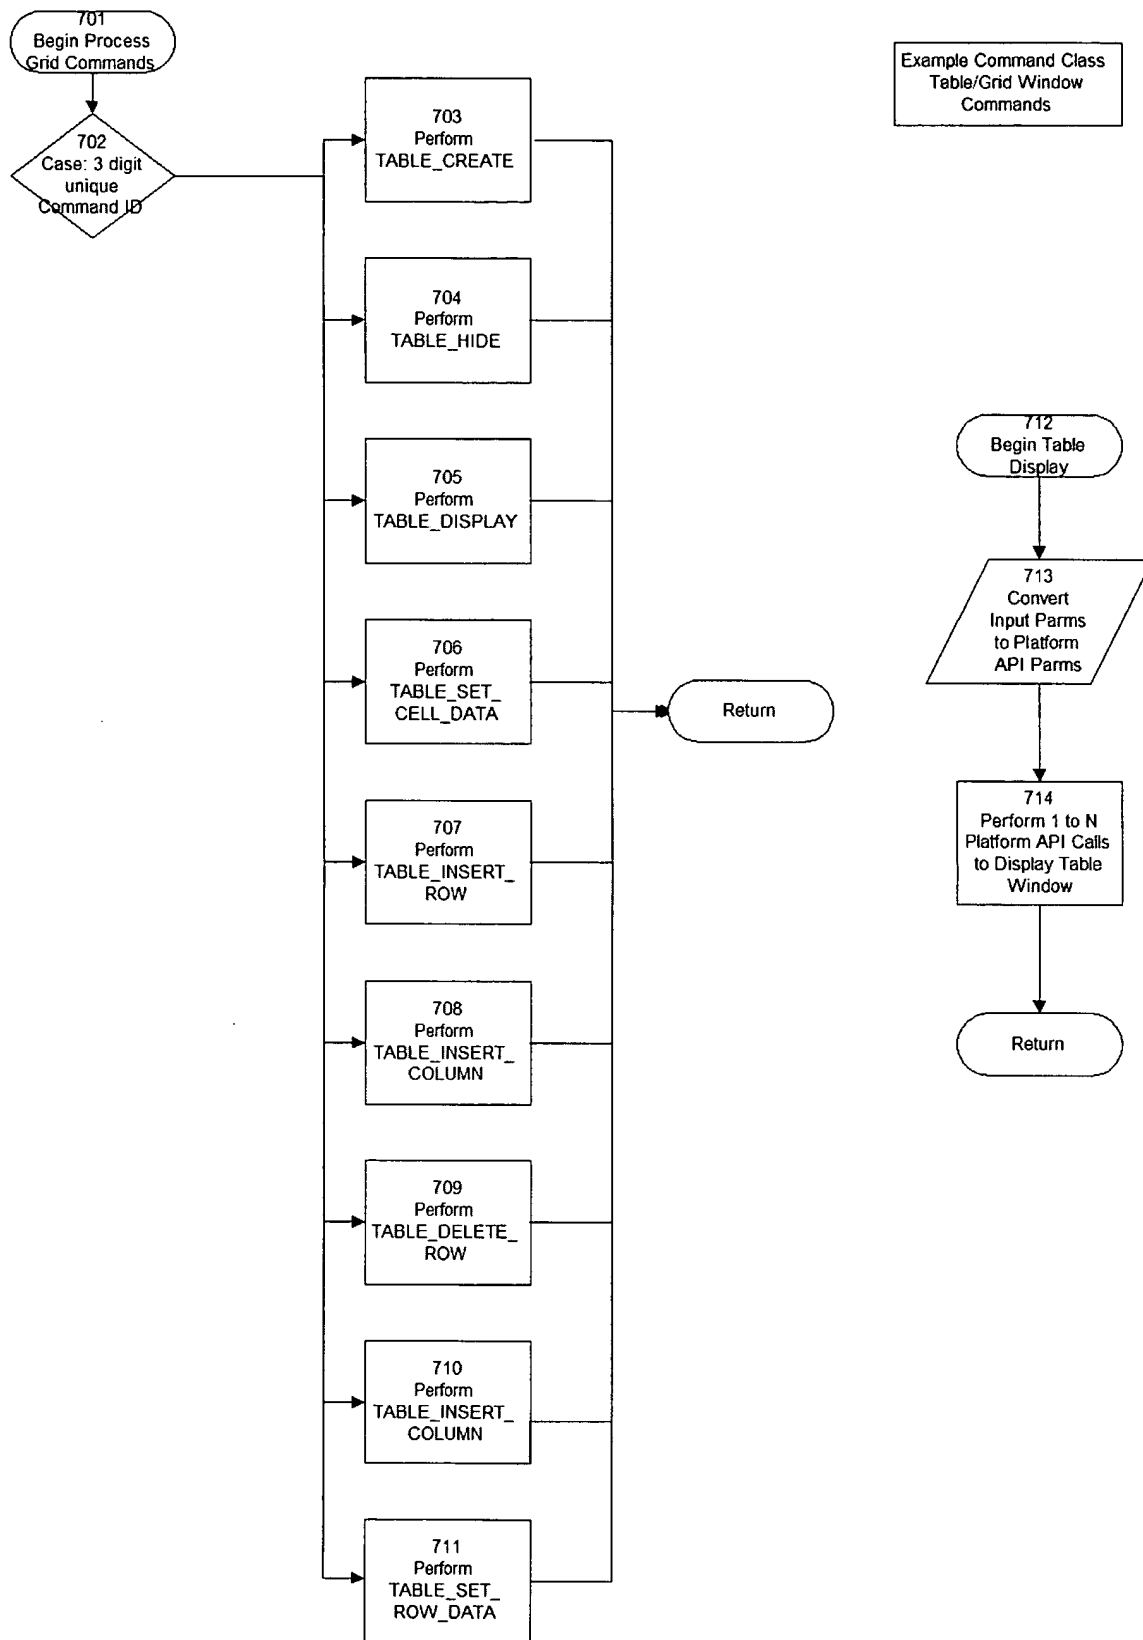 701
Begin Process
Grid Commands
702
Case: 3 digit
unique
Command ID
703
Perform
TABLE_CREATE
704
Perform
TABLE_HIDE
705
Perform
TABLE_DISPLAY
706
Perform
TABLE_SET_
CELL_DATA
707
Perform
TABLE_INSERT_
ROW
708
Perform
TABLE_INSERT_
COLUMN
709
Perform
TABLE_DELETE_
ROW
710
Perform
TABLE_INSERT_
COLUMN
711
Perform
TABLE_SET_
ROW_DATA
Return
Example Command Class
Table/Grid Window
Commands
712
Begin Table
Display
713
Convert
Input Parms
to Platform
API Parms
714
Perform 1 to N
Platform API Calls
to Display Table
Window
Return